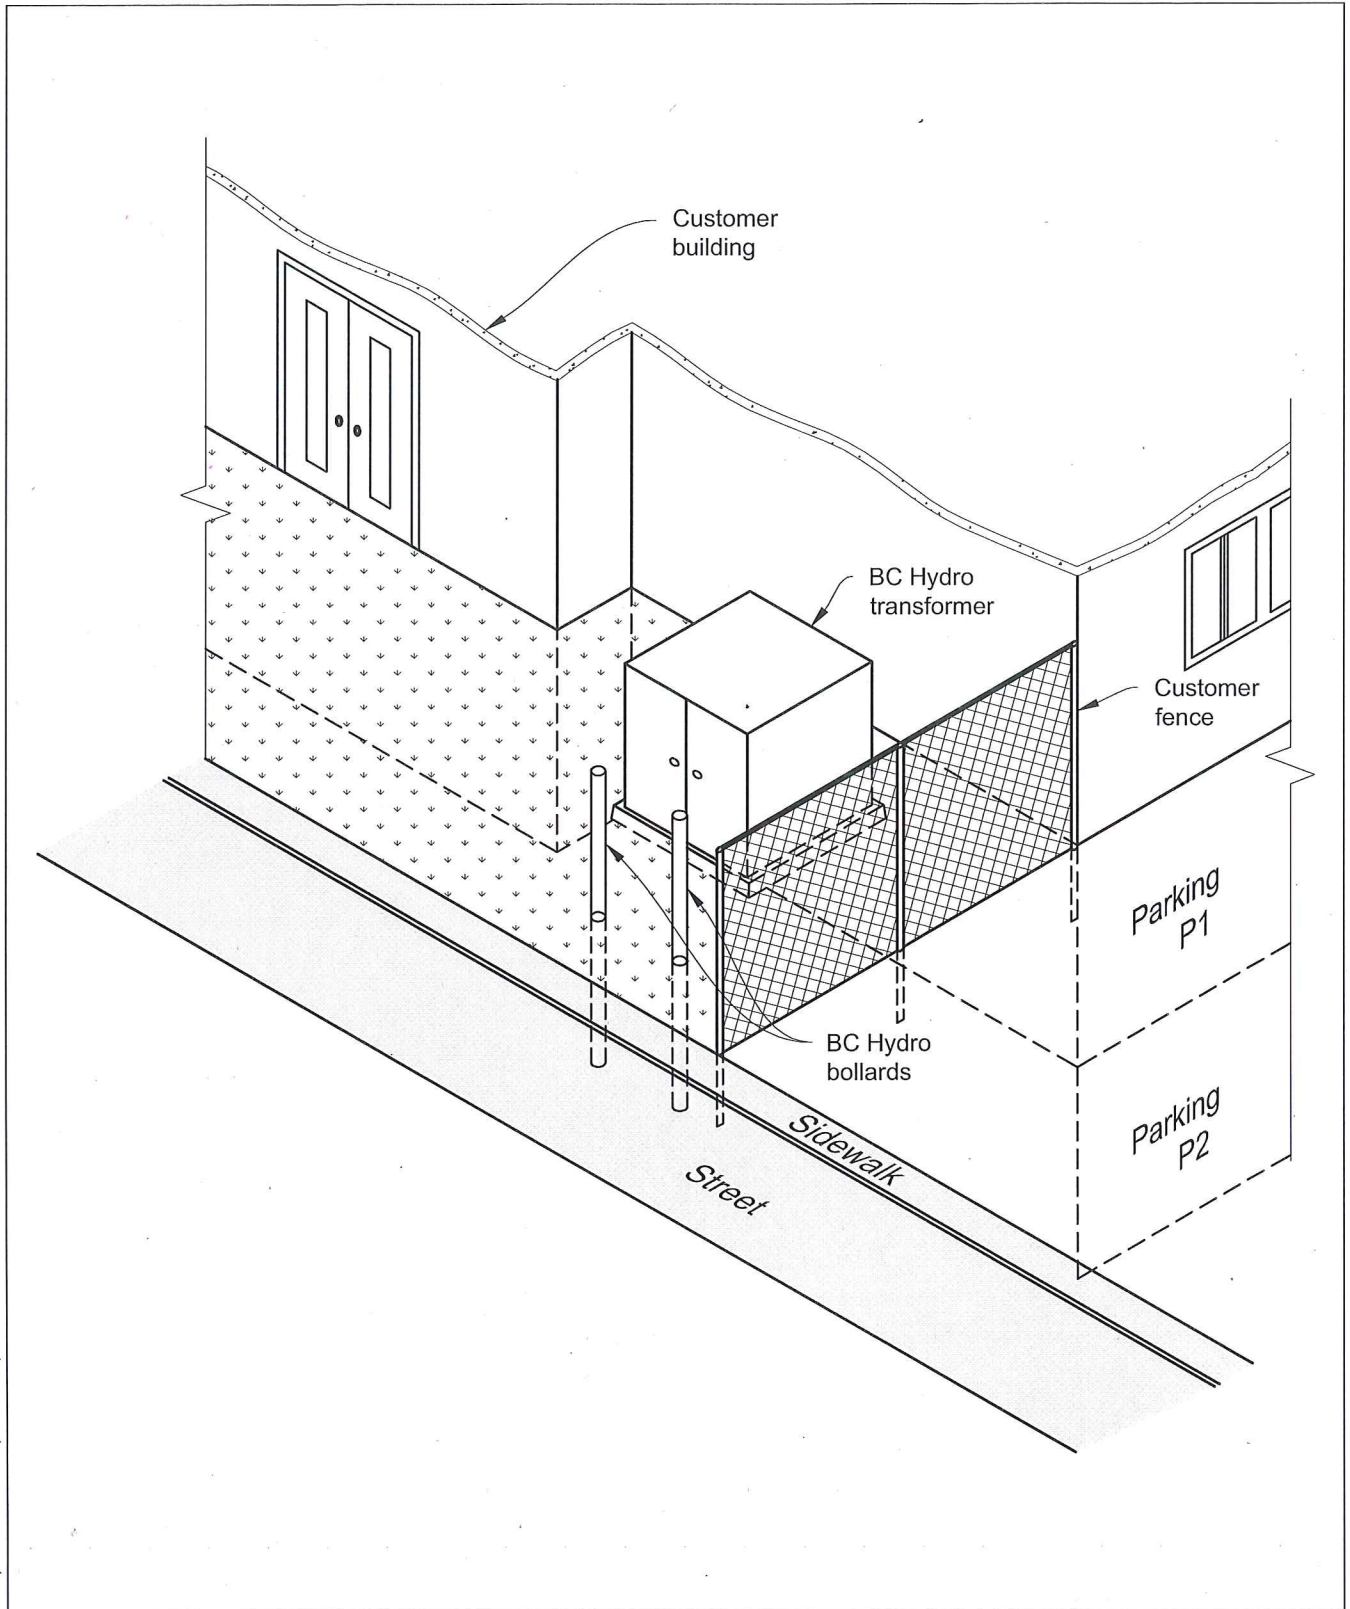 Customer
building
BC Hydro
transformer
Customer
fence
Parking
P1
BC Hydro
bollards
Parking
P2
Sidewalk
Street